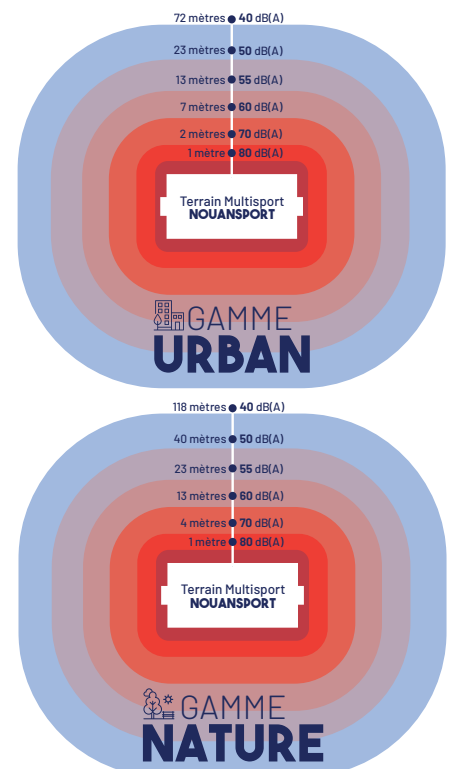 72 mètres 40 dB(A)
23 mètres 50 dB(A)
13 mètres 55 dB(A)
7 mètres 60 dB(A)
2 mètres 70 dB(A)
1 mètre 80 dB(A)
Terrain Multisport
NOUANSPORT
GAMME
URBAN
118 mètres 40 dB(A)
40 mètres 50 dB(A)
23 mètres 55 dB(A)
13 mètres 60 dB(A)
4 mètres 70 dB(A)
1 mètre 80 dB(A)
Terrain Multisport
NOUANSPORT
GAMME
NATURE